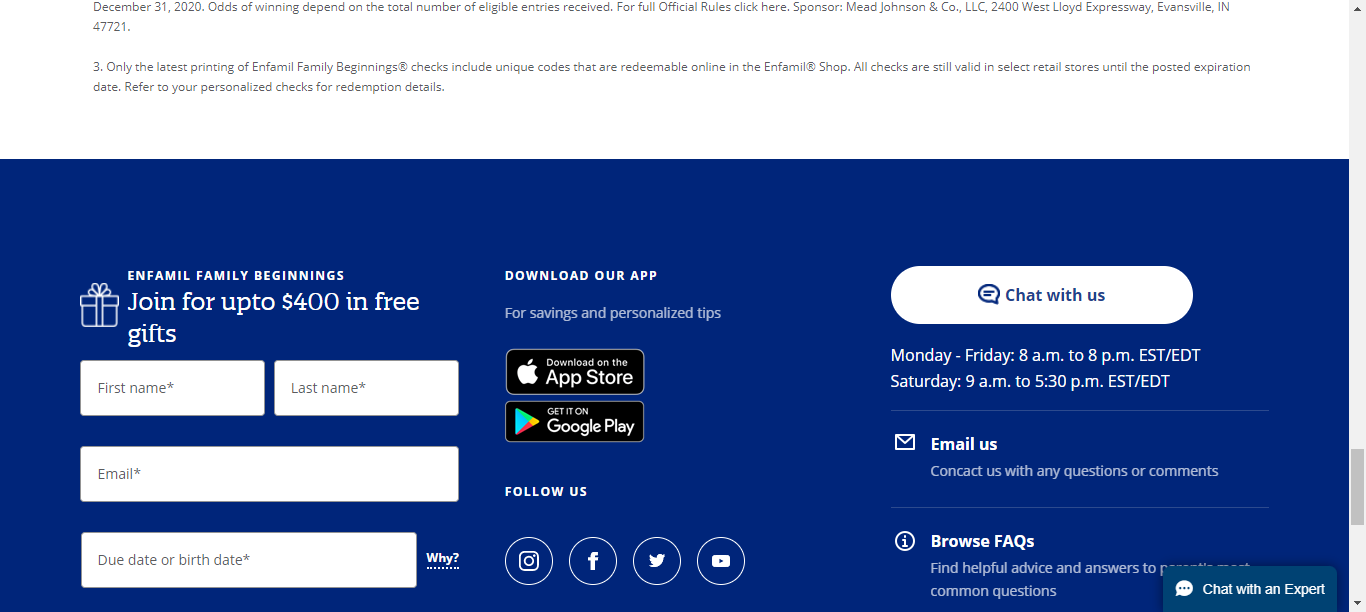 December 31, 2020. Odds of winning depend on the total number of eligible entries received. For full Official Rules click here. Sponsor: Mead Johnson & Co., LLC, 2400 West Lloyd Expressway, Evansville, IN
47721.
3. Only the latest printing of Enfamil Family Beginnings® checks include unique codes that are redeemable online in the Enfamil® Shop. All checks are still valid in select retail stores until the posted expiration
date. Refer to your personalized checks for redemption details.
ENFAMIL FAMILY BEGINNINGS
Join for upto $400 in free
gifts
First name*
Last name*
Email*
Due date or birth date*
Why?
DOWNLOAD OUR APP
For savings and personalized tips
Download on the
App Store
GET IT ON
Google Play
FOLLOW US
Chat with us
Monday - Friday: 8 a.m. to 8 p.m. EST/EDT
Saturday: 9 a.m. to 5:30 p.m. EST/EDT
Email us
Concact us with any questions or comments
Browse FAQs
Find helpful advice and answers to parent's most
common questions
Chat with an Expert